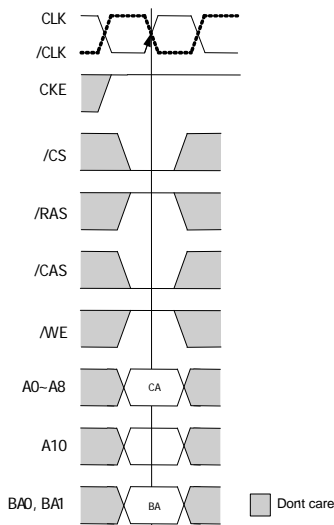 CLK
/CLK
CKE
/CS
/RAS
/CAS
/WE
A0~A8
CA
A10
BA0, BA1
BA
Dont care